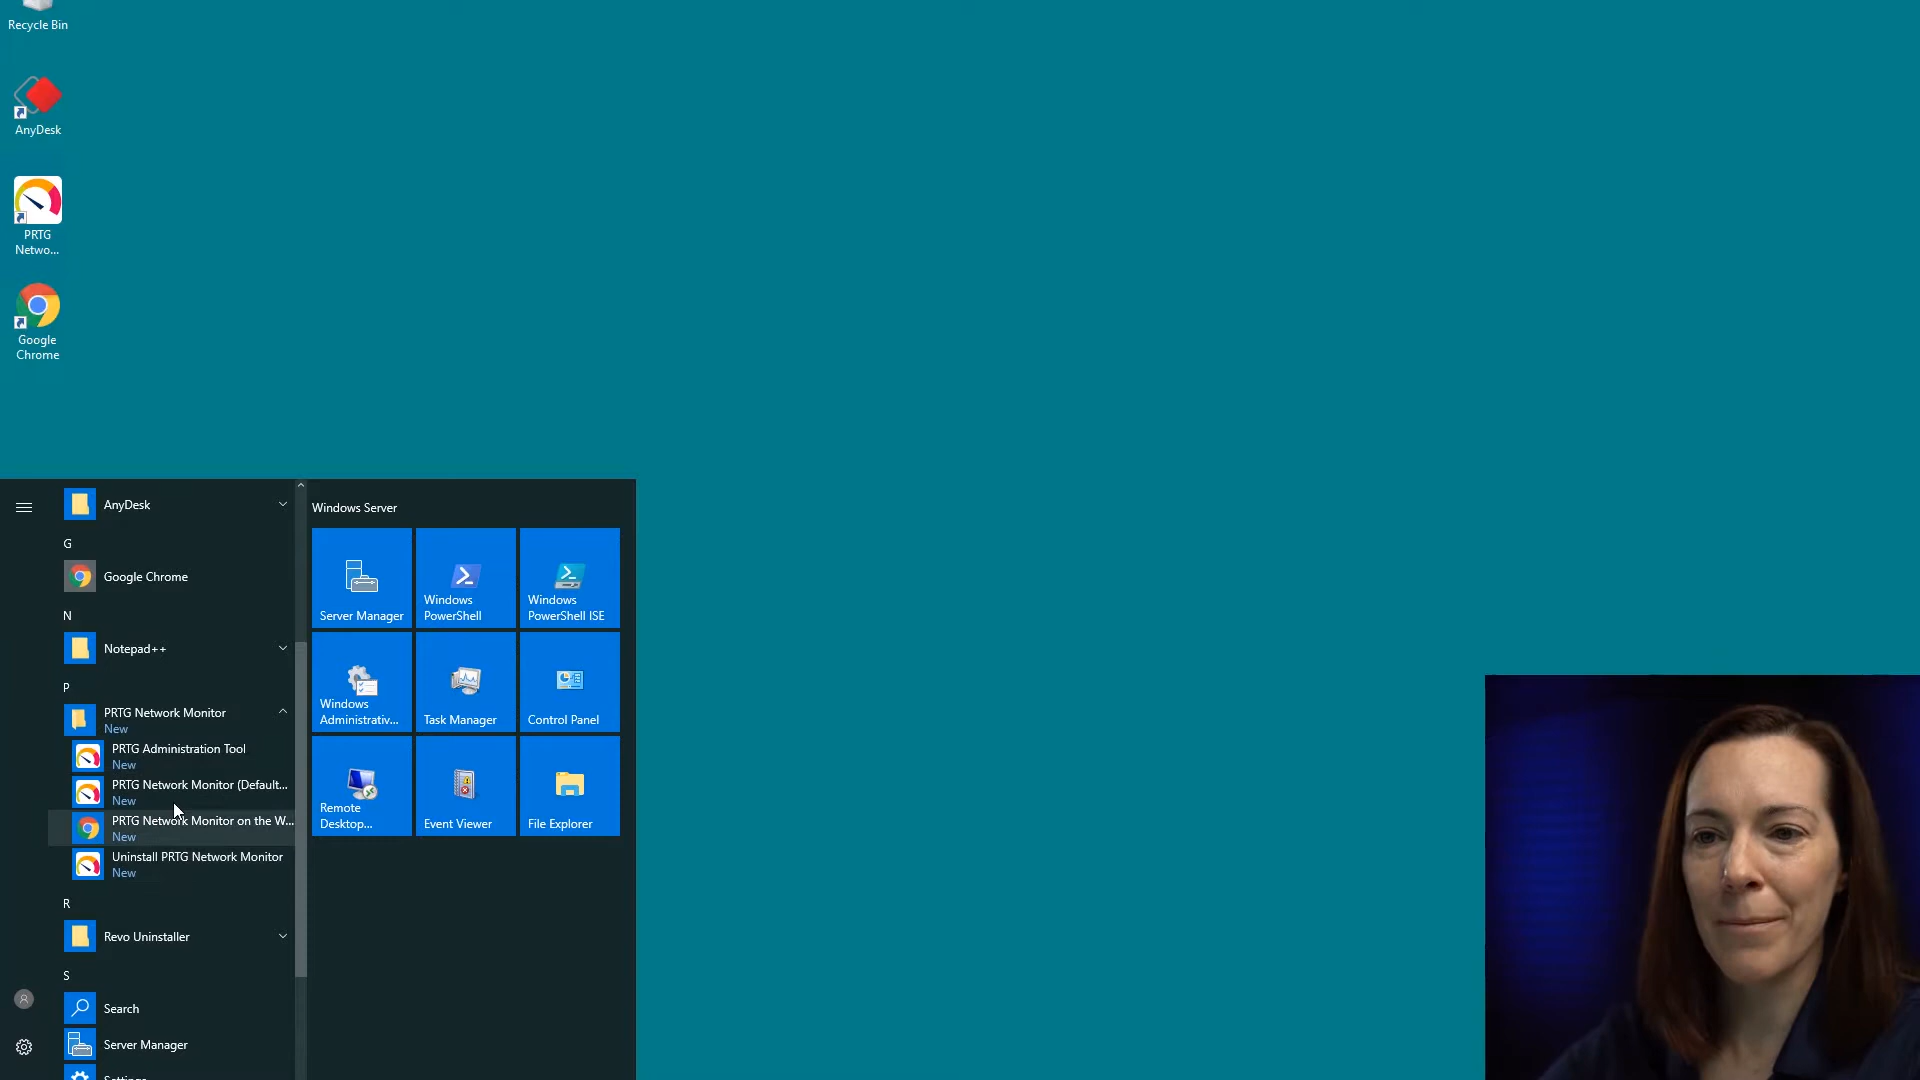 Recycle Bin
AnyDesk
PRTG
Netwo...
Google
Chrome
AnyDesk
G
Google Chrome
N
Notepad++
P
PRTG Network Monitor
New
PRTG Administration Tool
New
PRTG Network Monitor (Default...
New
PRTG Network Monitor on the W...
New
Uninstall PRTG Network Monitor
New
R
Revo Uninstaller
S
Search
Server Manager
Settings
Windows Server
Server Manager
Windows
PowerShell
Windows
PowerShell ISE
Windows
Administrativ...
Task Manager
Control Panel
Remote
Desktop...
Event Viewer
File Explorer